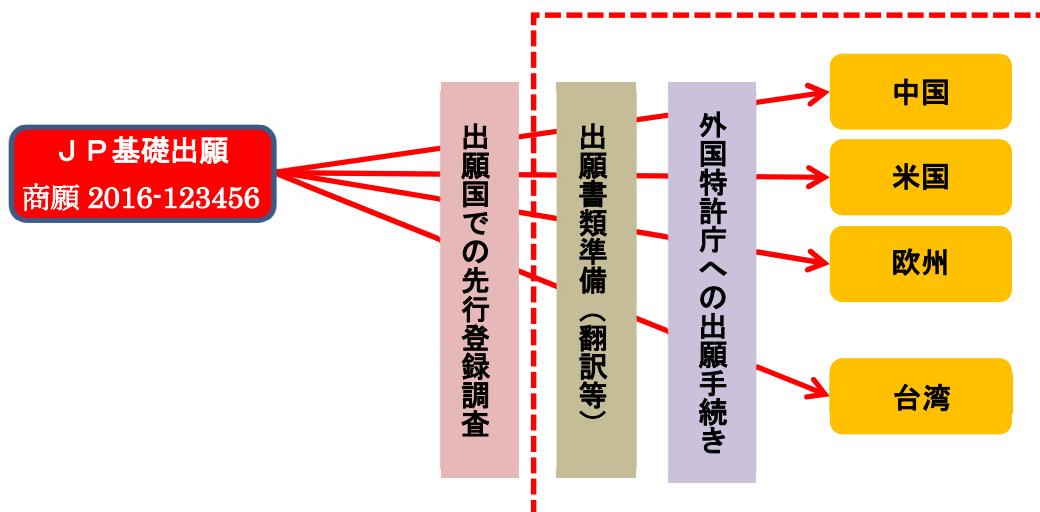 JP基礎出願
商願 2016-123456
出願国での先行登録調査
出願書類準備（翻訳等）
外国特許庁への出願手続き
中国
米国
欧州
台湾